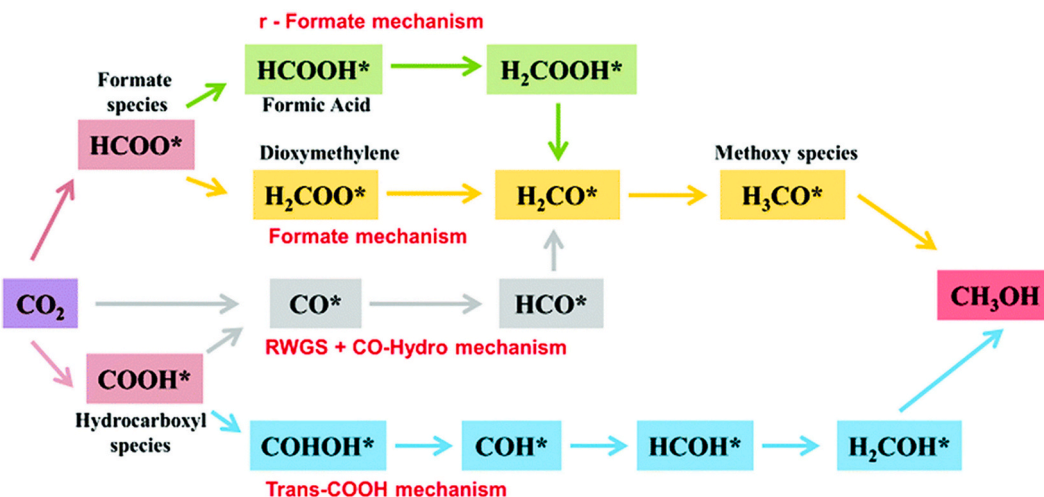 r - Formate mechanism
Formate
species
HCOOH*
H₂COOH*
Formic Acid
HCOO*
Dioxymethylene
Methoxy species
H₂COO*
H₂CO*
H₃CO*
Formate mechanism
CO₂
CO*
HCO*
CH₃OH
RWGS + CO-Hydro mechanism
COOH*
Hydrocarboxyl
species
COHOH*
COH*
HCOH*
H₂COH*
Trans-COOH mechanism